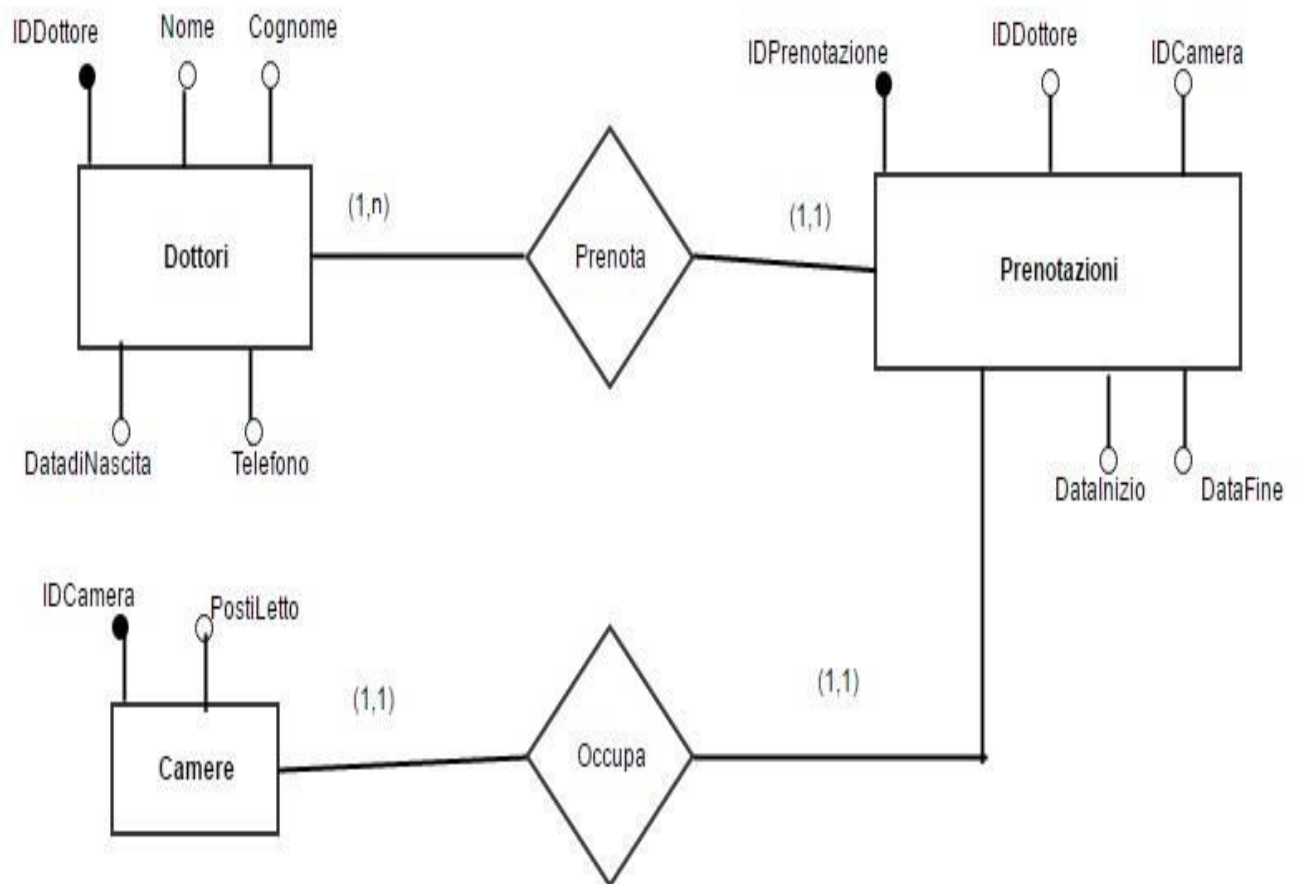 IDDottore
Nome
Cognome
IDPrenotazione
IDDottore
IDCamera
(1,n)
(1,1)
Dottori
Prenota
Prenotazioni
DatadiNascita
Telefono
DataInizio
DataFine
IDCamera
PostiLetto
(1,1)
(1,1)
Camere
Occupa